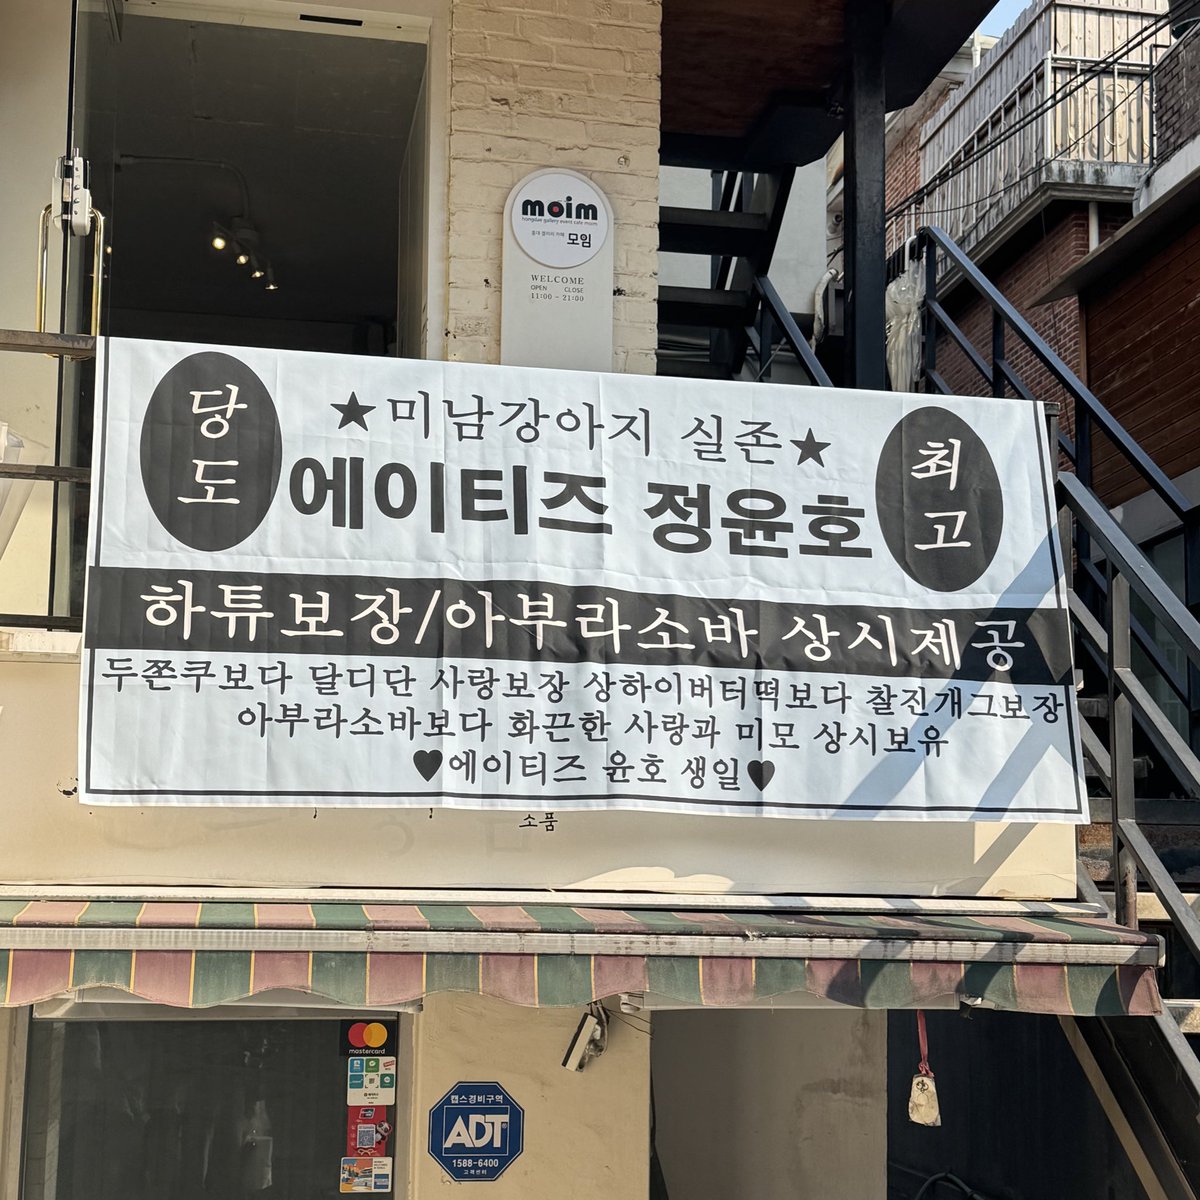 moim
hongdae gallery event cafe moim
홍대 갤러리 카페 모임
WELCOME
OPEN CLOSE
11:00 - 21:00
당도
★미남강아지 실존★
에이티즈 정윤호
최고
하튜보장/아부라소바 상시제공
두쫀쿠보다 달디단 사랑보장 상하이버터떡보다 찰진개그보장
아부라소바보다 화끈한 사랑과 미모 상시보유
♥에이티즈 윤호 생일♥
소품
mastercard
캡스경비구역
ADT
1588-6400
고객센터